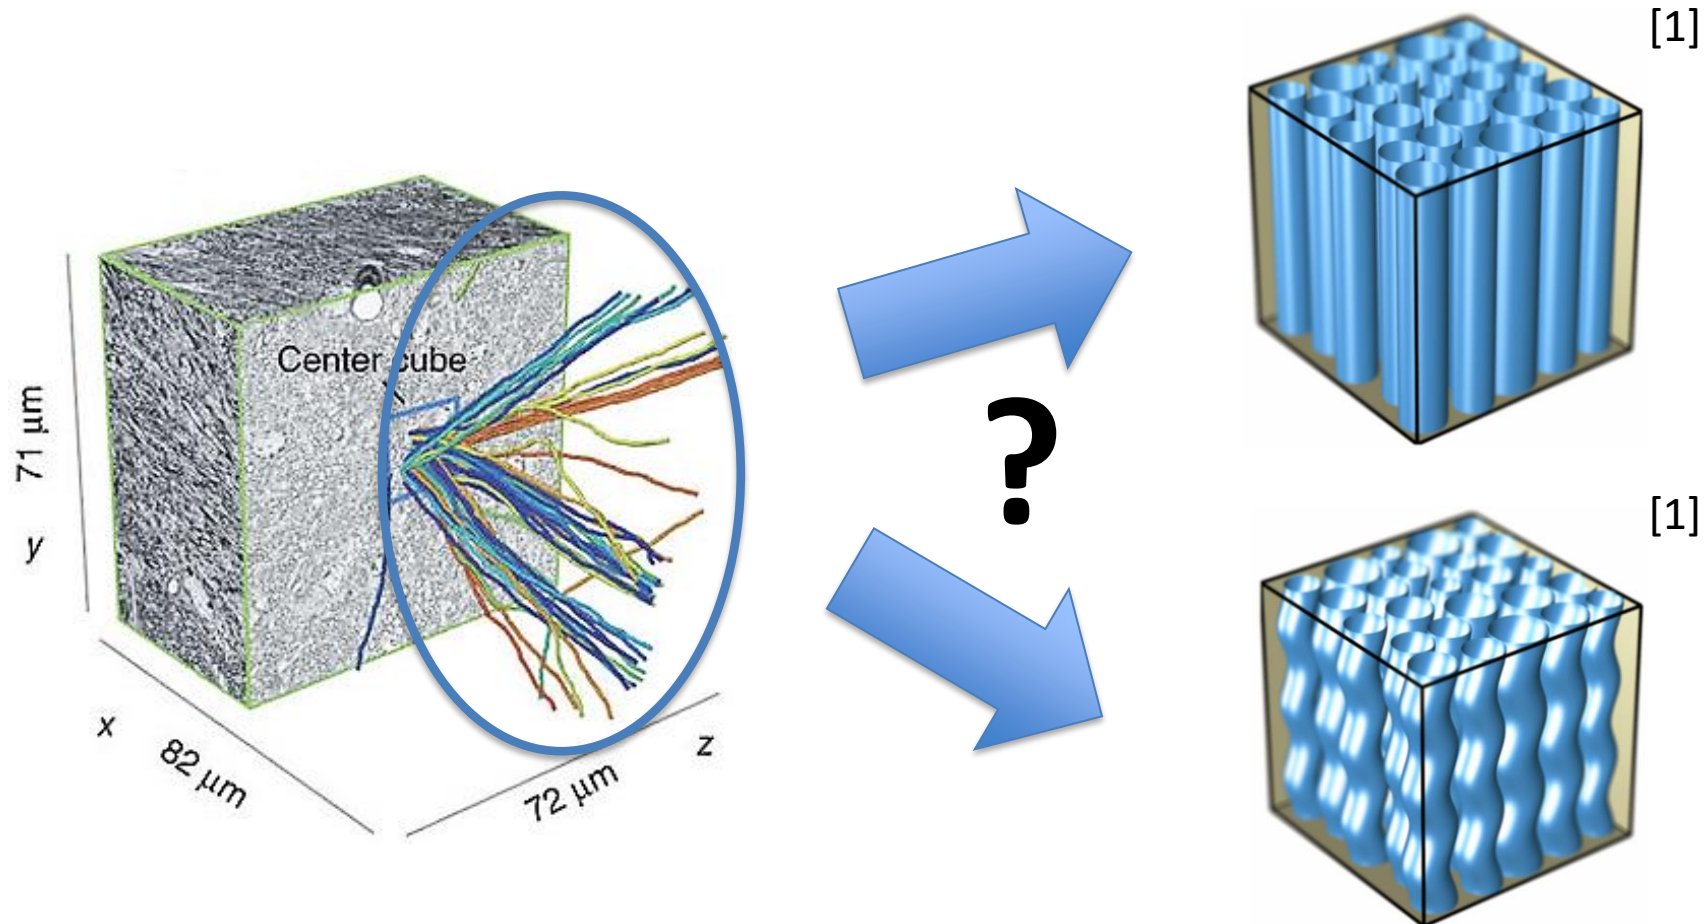 [1]
Center cube
71 μm
y
?
[1]
x
82 μm
72 μm
z